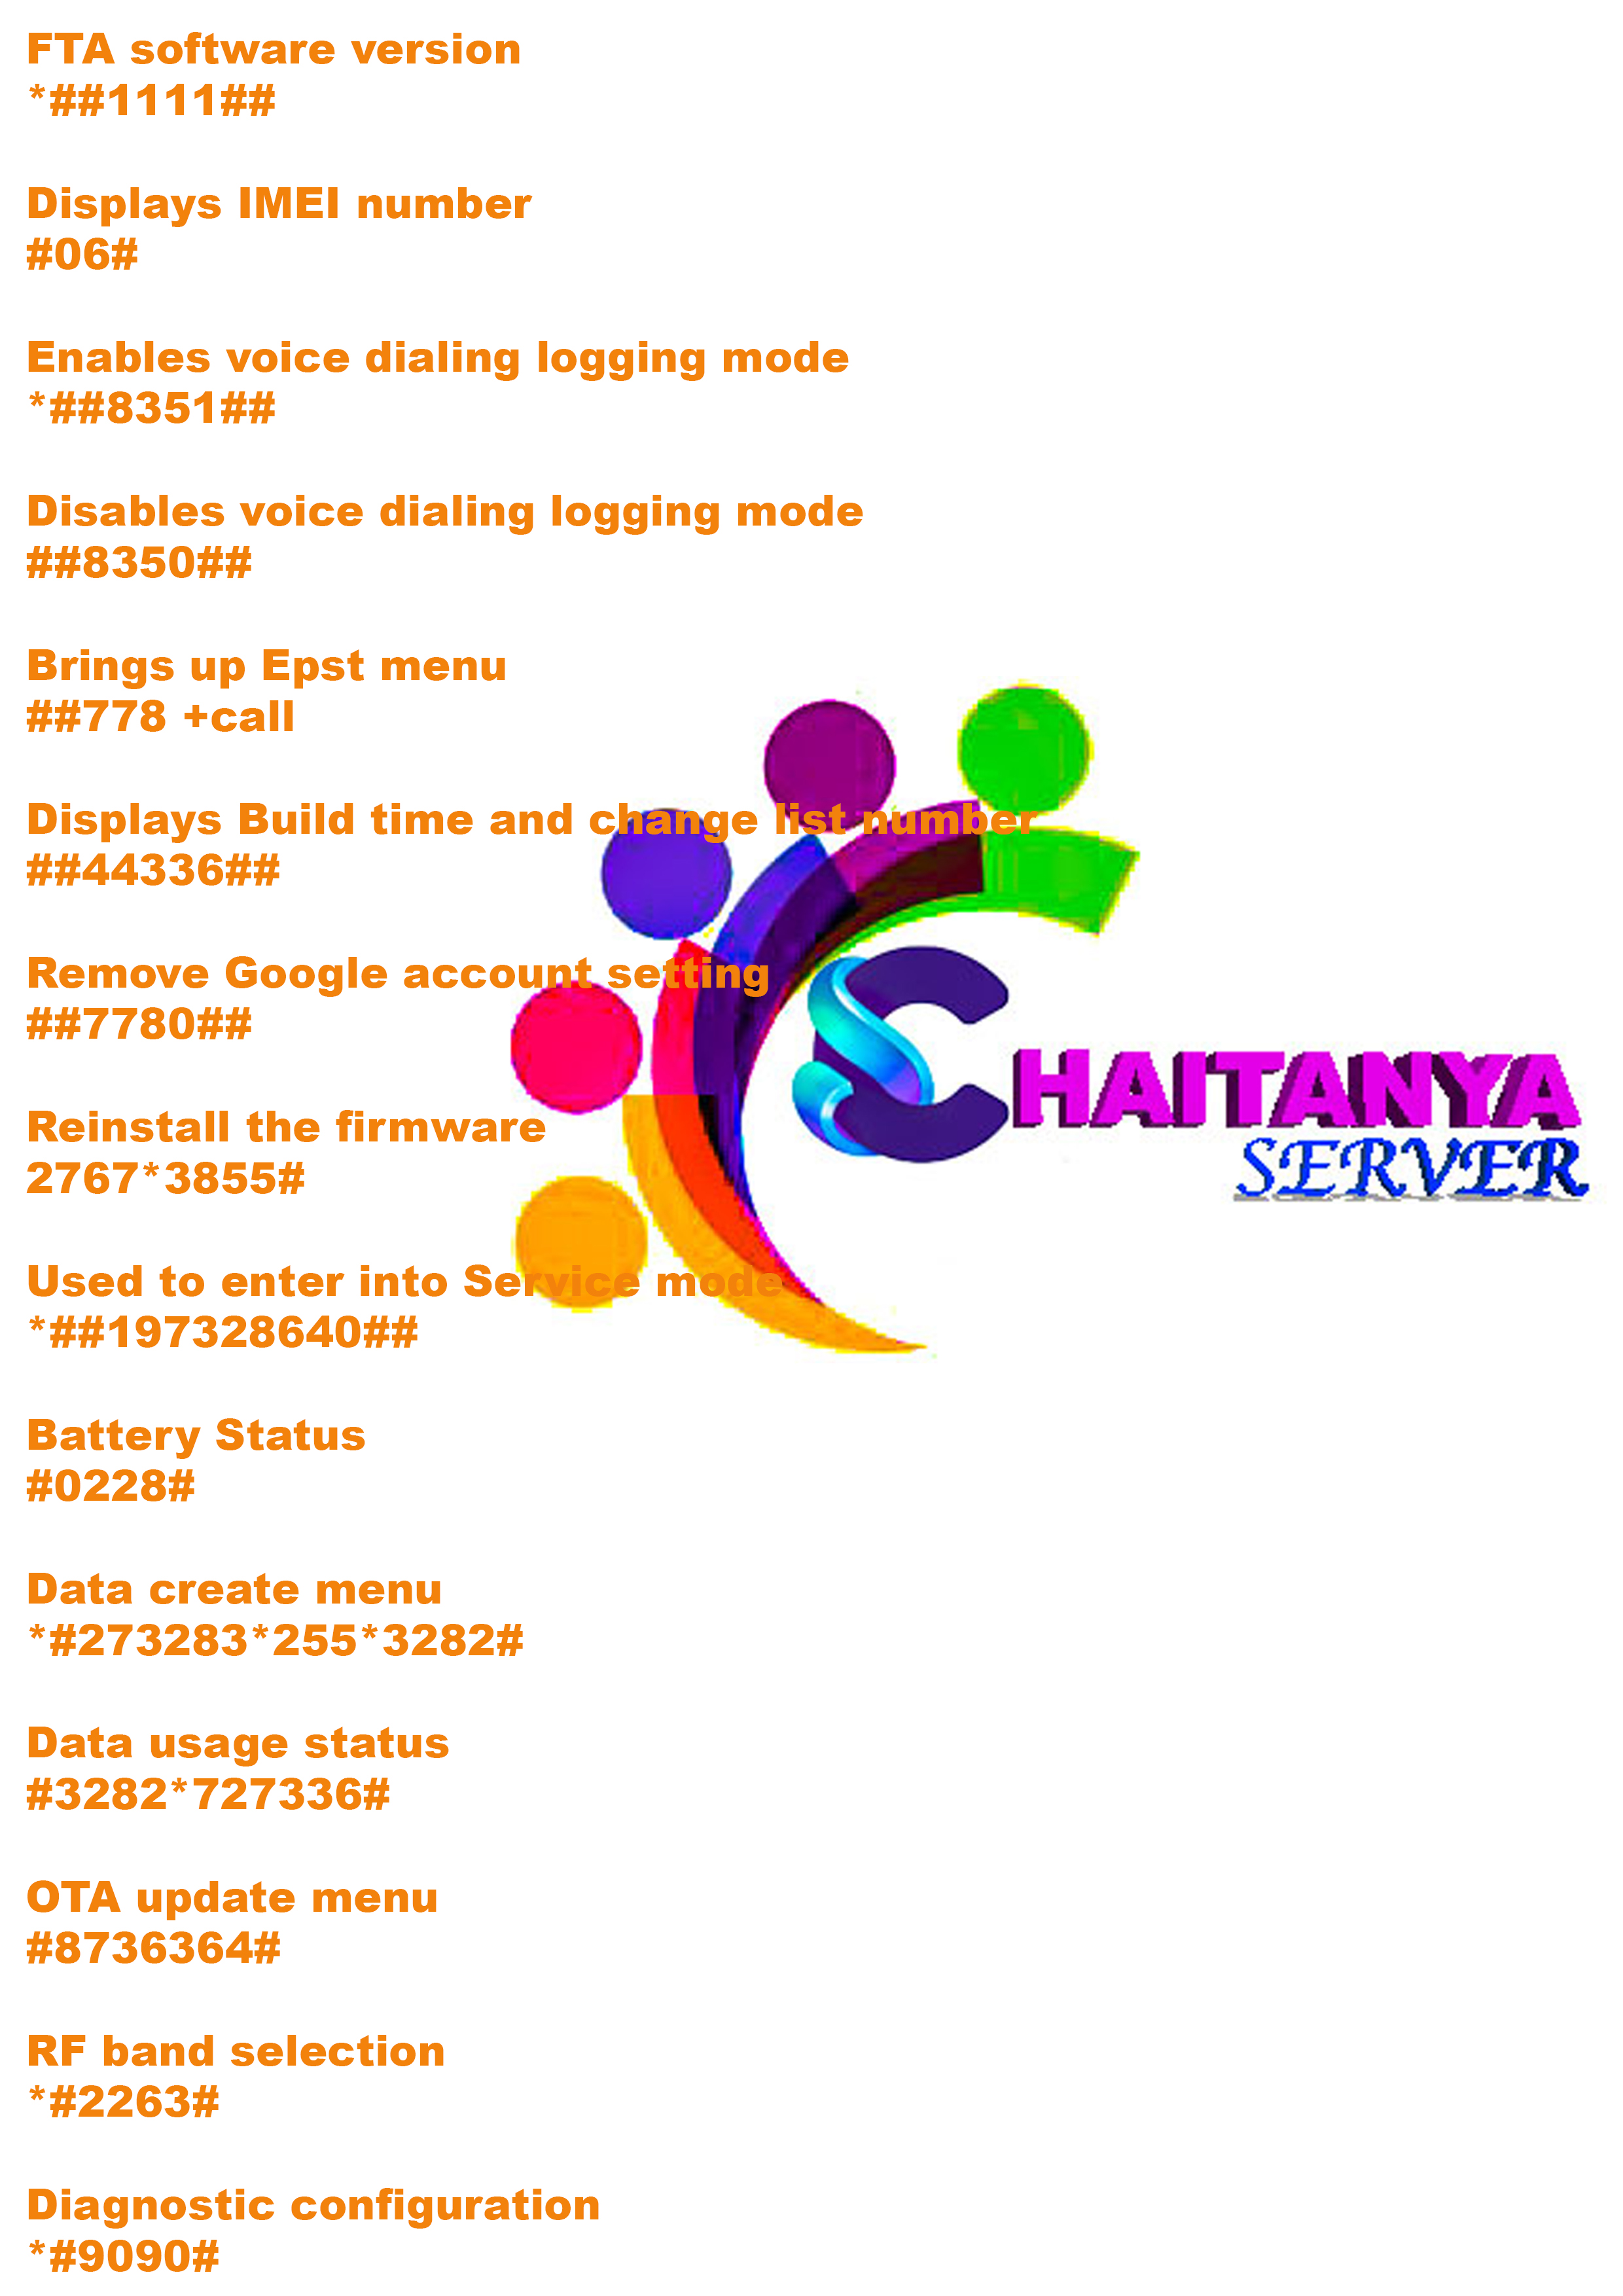 FTA software version
*##1111##
Displays IMEI number
#06#
Enables voice dialing logging mode
*##8351##
Disables voice dialing logging mode
##8350##
Brings up Epst menu
##778 +call
Displays Build time and change list number
##44336##
Remove Google account setting
##7780##
Reinstall the firmware
2767*3855#
Used to enter into Service mode
*##197328640##
Battery Status
#0228#
Data create menu
*#273283*255*3282#
Data usage status
#3282*727336#
OTA update menu
#8736364#
RF band selection
*#2263#
Diagnostic configuration
*#9090#
CHAITANYA
SERVER